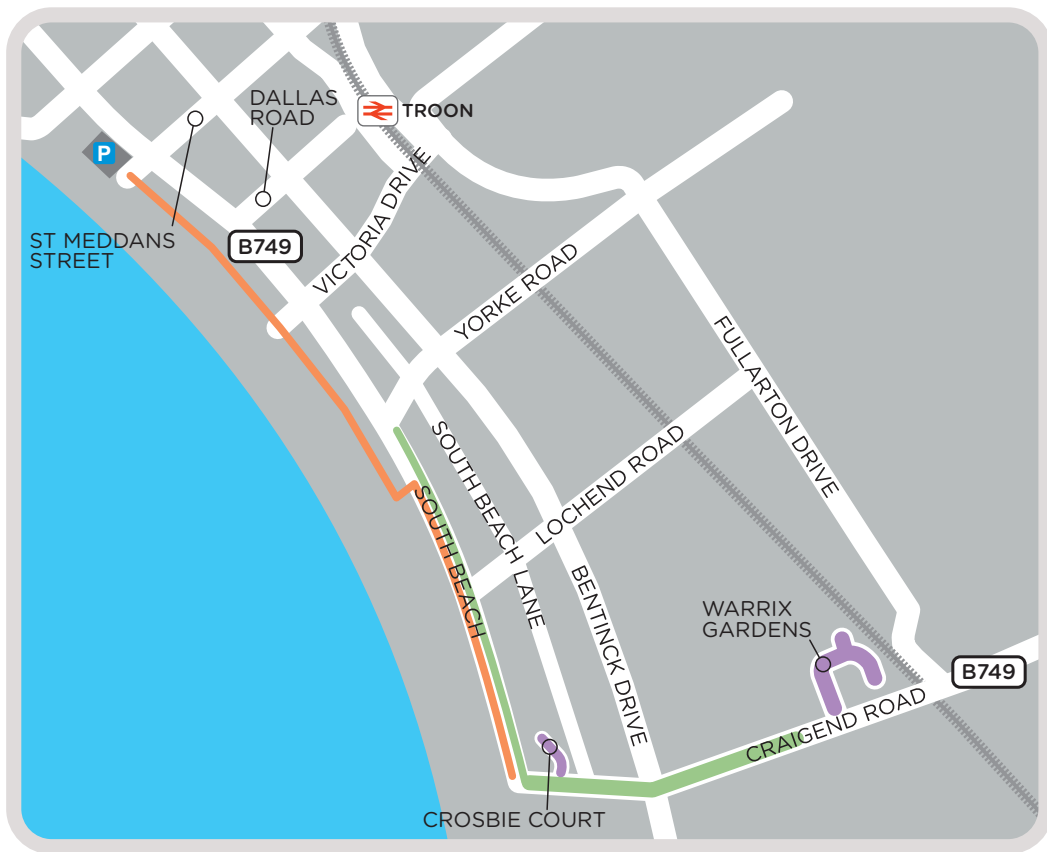 DALLAS
ROAD
TROON
P
ST MEDDANS
STREET
B749
VICTORIA DRIVE
YORKE ROAD
FULLARTON DRIVE
SOUTH BEACH LANE
LOCHEND ROAD
SOUTH BEACH
BENTINCK DRIVE
WARRIX
GARDENS
B749
CRAIGEND ROAD
CROSBIE COURT